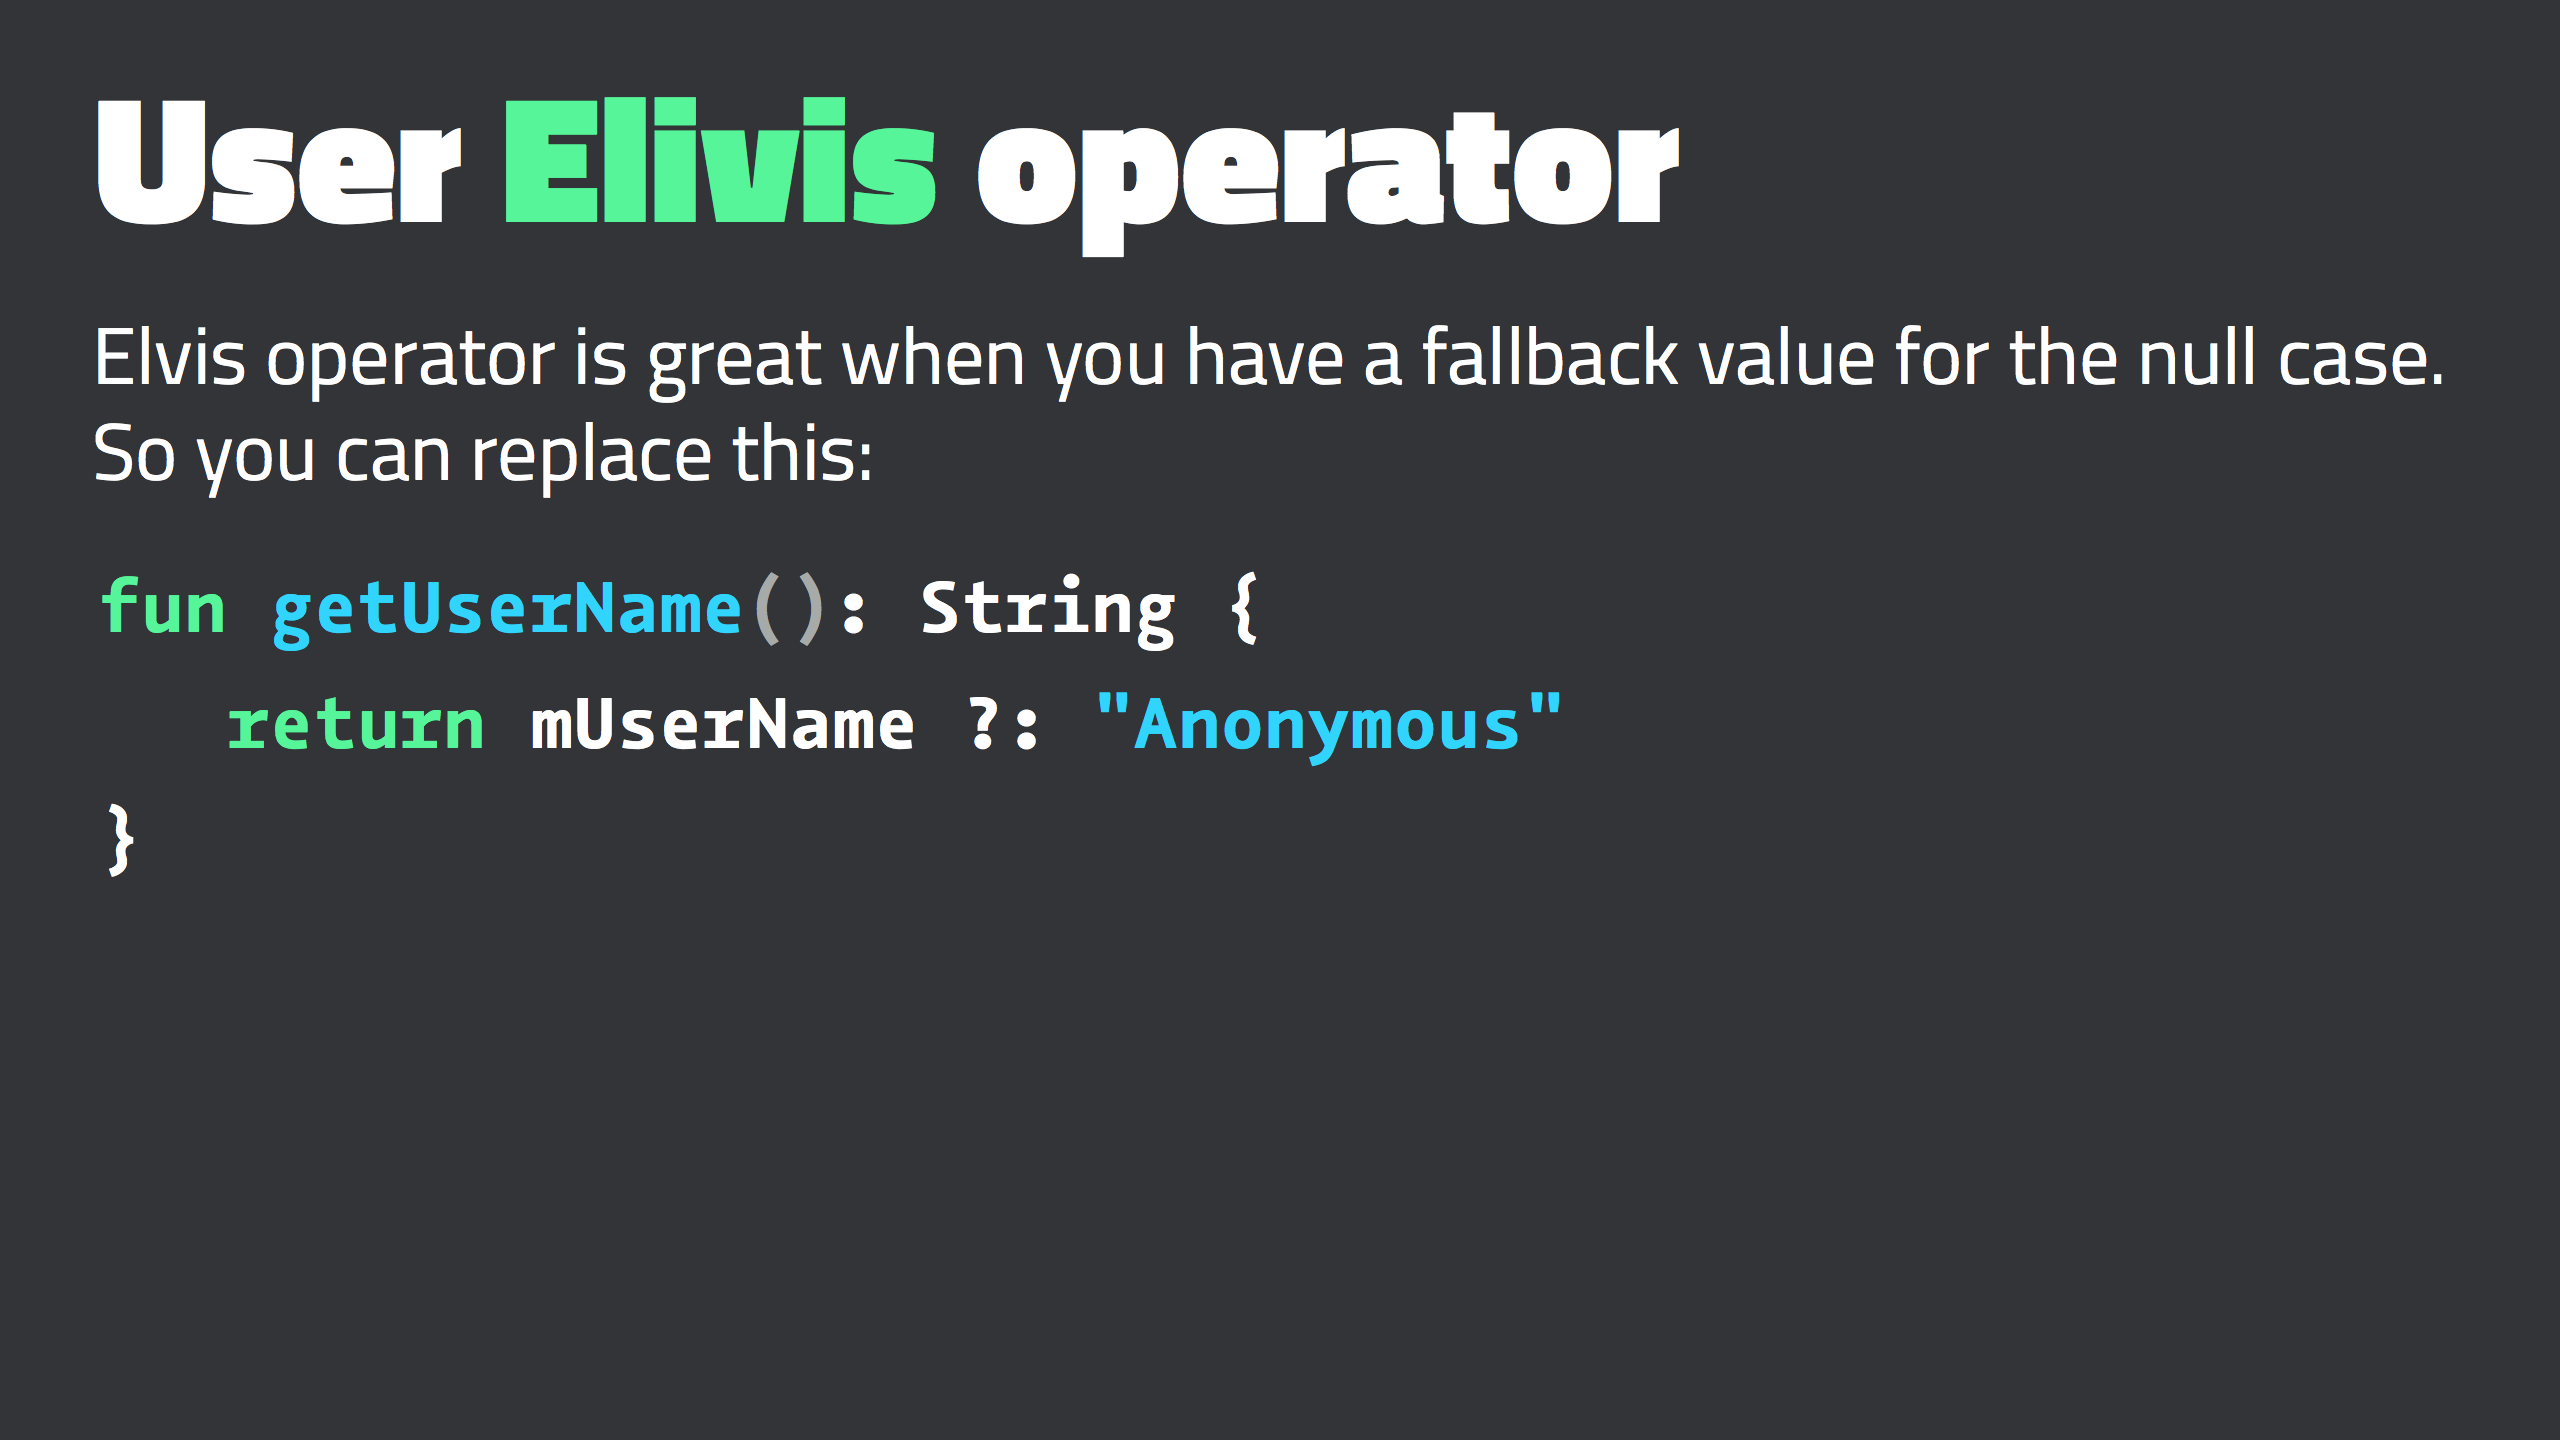 User Elivis operator
Elvis operator is great when you have a fallback value for the null case.
So you can replace this:
fun getUserName(): String {
   return mUserName ?: "Anonymous"
}